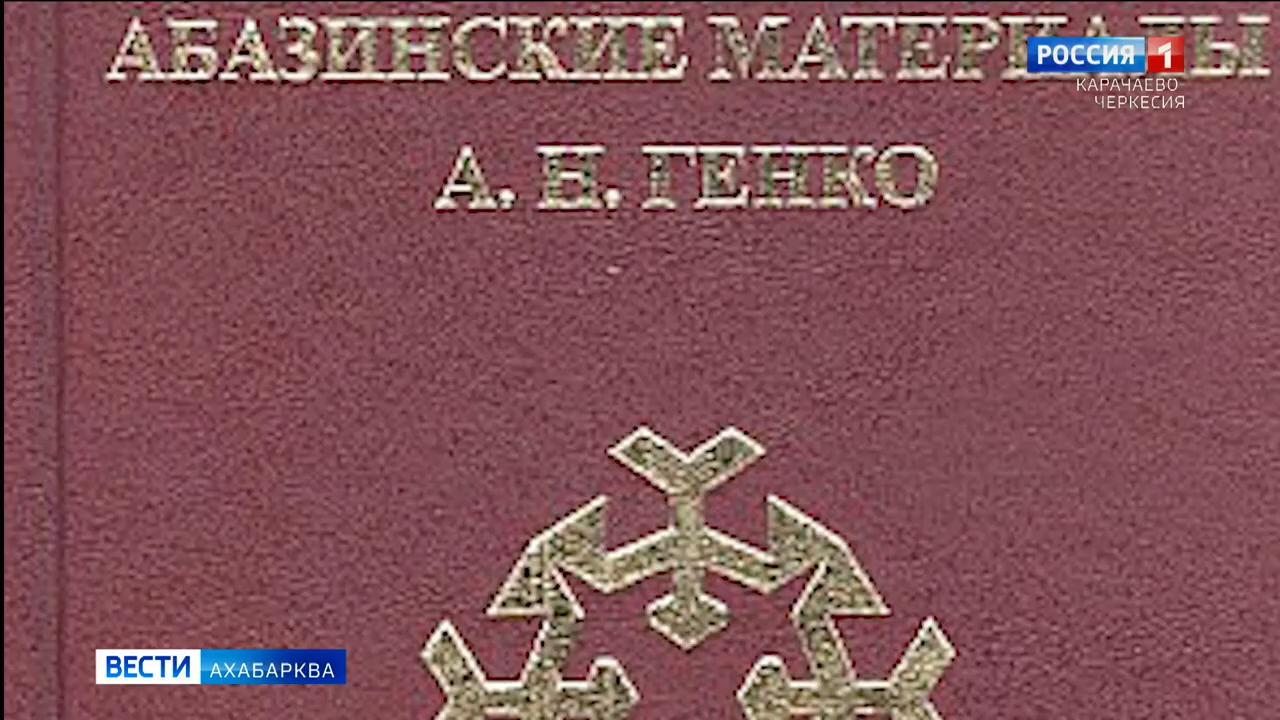 АБАЗИНСКИЕ МАТЕРИАЛЫ
РОССИЯ 1
КАРАЧАЕВО
ЧЕРКЕСИЯ
А. Н. ГЕНКО
ВЕСТИ АХАБАРКВА